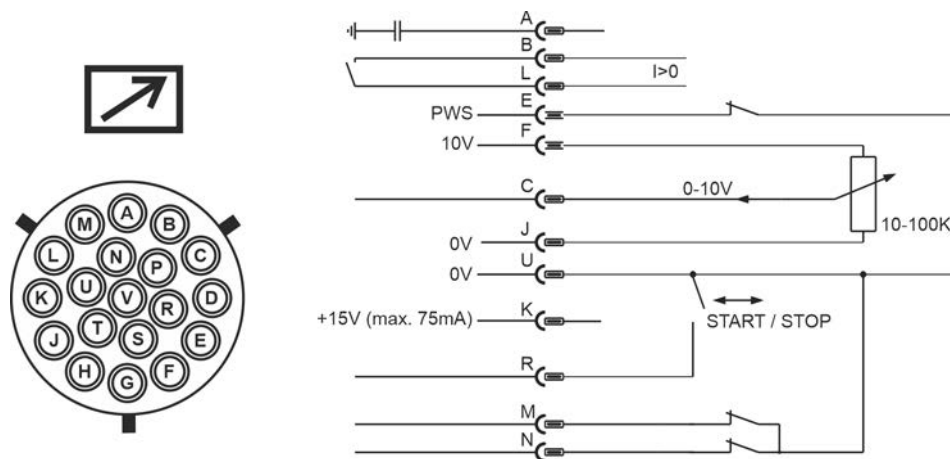 A
B
M
N
P
L
C
U
V
K
D
R
T
S
J
E
H
G
F
A
B
L
I>0
E
PWS
F
10V
C
0-10V
10-100K
J
0V
U
0V
K
+15V (max. 75mA)
START / STOP
R
M
N